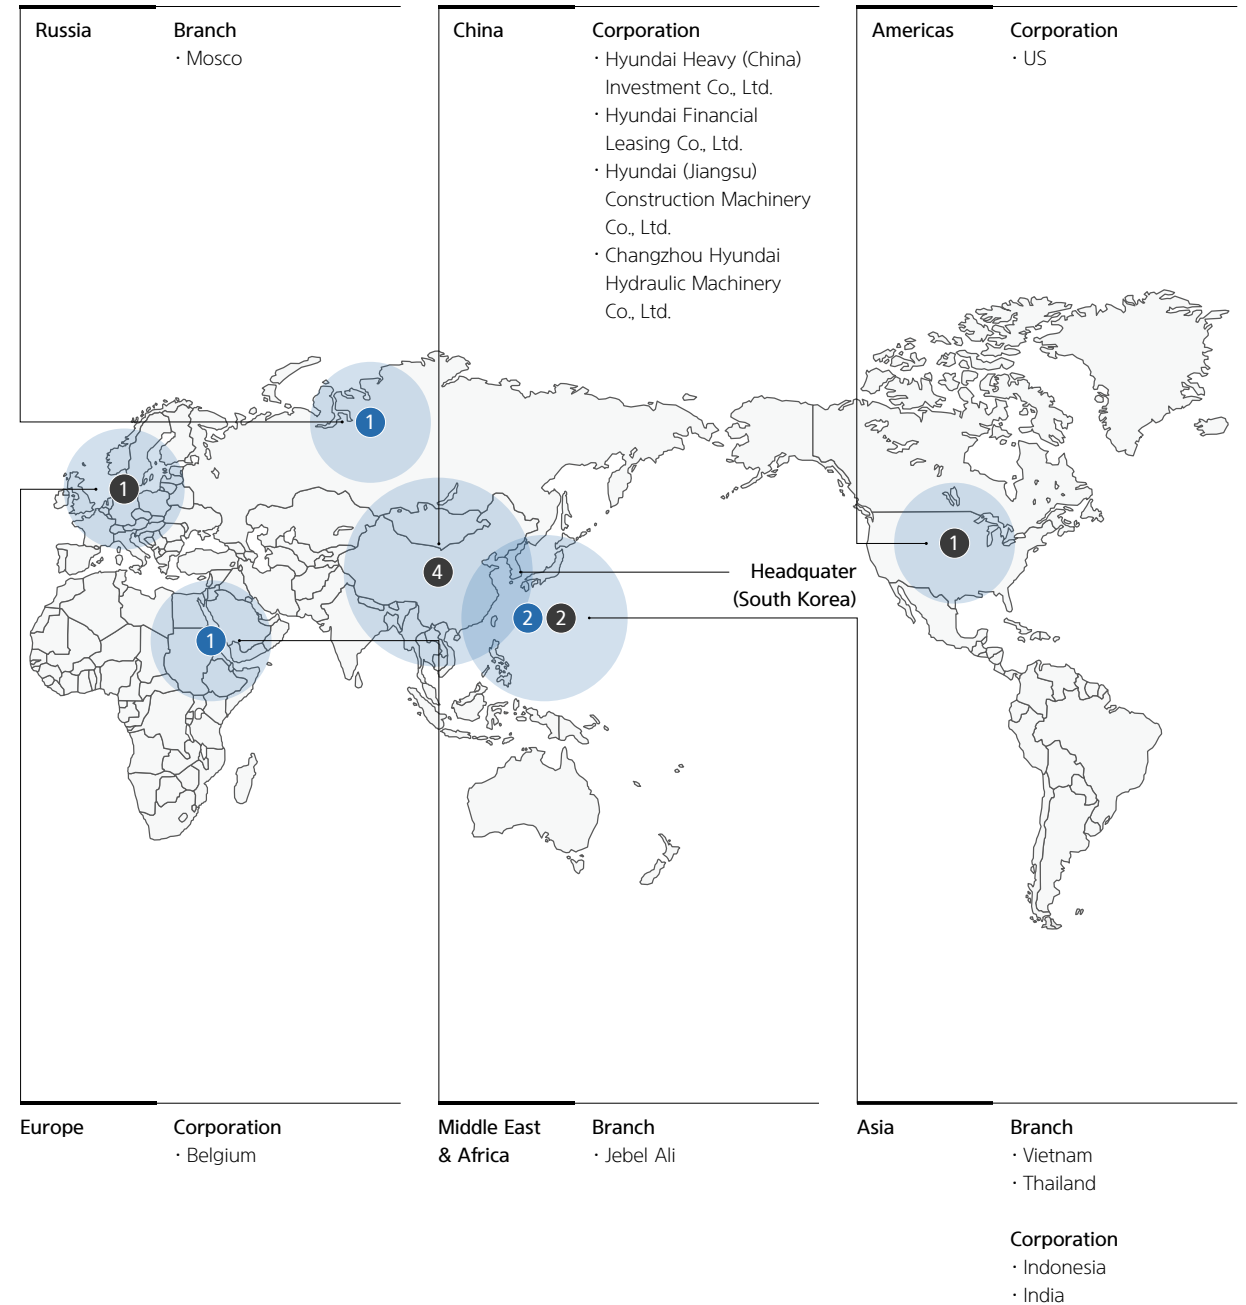 Russia
Branch
· Mosco
China
Corporation
· Hyundai Heavy (China)
Investment Co., Ltd.
· Hyundai Financial
Leasing Co., Ltd.
· Hyundai (Jiangsu)
Construction Machinery
Co., Ltd.
· Changzhou Hyundai
Hydraulic Machinery
Co., Ltd.
Americas
Corporation
· US
1
1
4
1
2 2
1
Headquater
(South Korea)
Europe
Corporation
· Belgium
Middle East
& Africa
Branch
· Jebel Ali
Asia
Branch
· Vietnam
· Thailand
Corporation
· Indonesia
· India